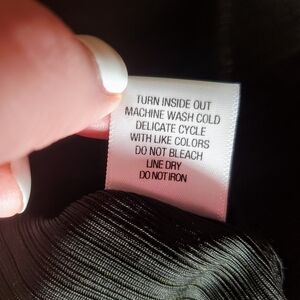 TURN INSIDE OUT
MACHINE WASH COLD
DELICATE CYCLE
WITH LIKE COLORS
DO NOT BLEACH
LINE DRY
DO NOT IRON